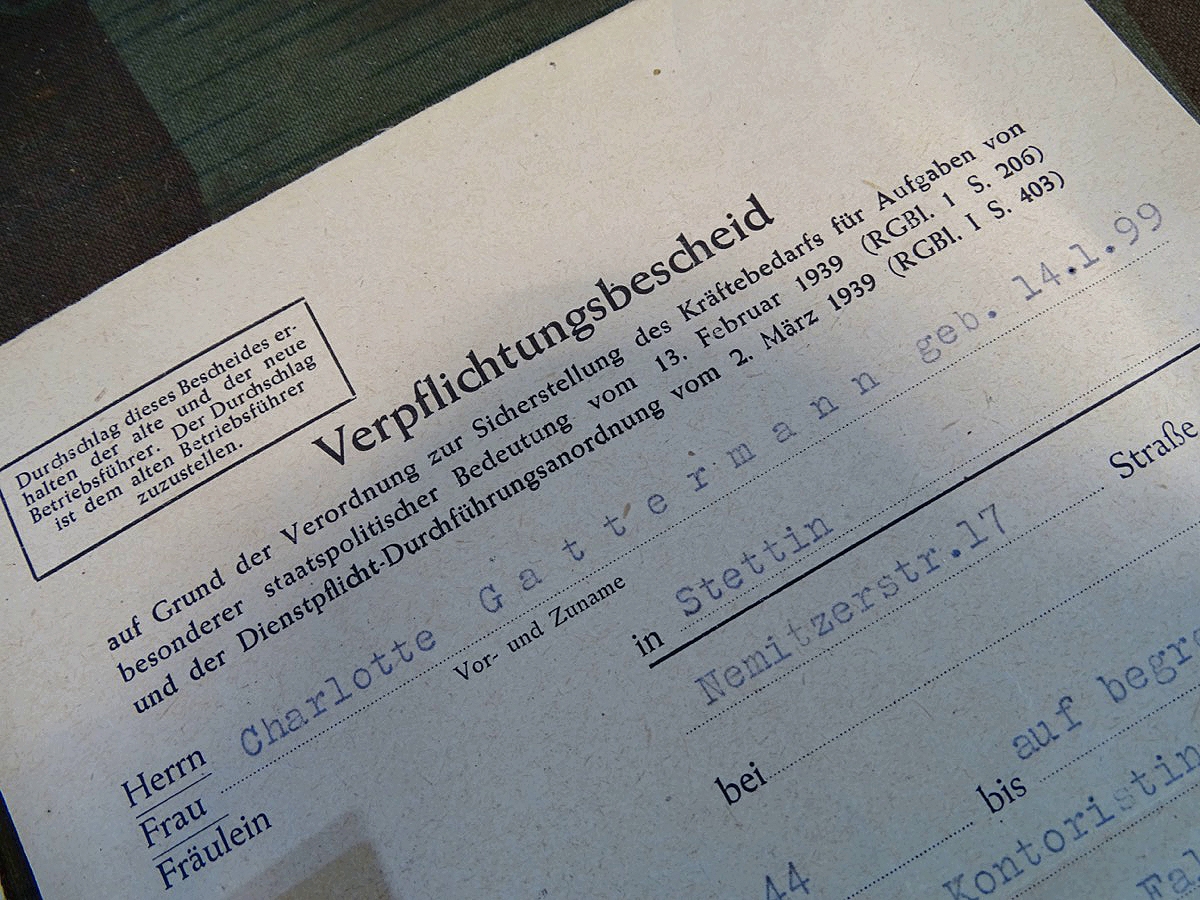 Durchschlag dieses Bescheides er-
halten der alte und der neue
Betriebsführer. Der Durchschlag
ist dem alten Betriebsführer
zuzustellen.
Verpflichtungsbescheid
auf Grund der Verordnung zur Sicherstellung des Kräftebedarfs für Aufgaben von
besonderer staatspolitischer Bedeutung vom 13. Februar 1939 (RGBl. 1 S. 206)
und der Dienstpflicht-Durchführungsanordnung vom 2. März 1939 (RGBl. I S. 403)
Herrn
Frau
Fräulein
Charlotte Gattermann geb. 14.1.99
Vor- und Zuname
in Stettin
Nemitzerstr.17 Straße
bei
44 bis auf begr
Kontoristin